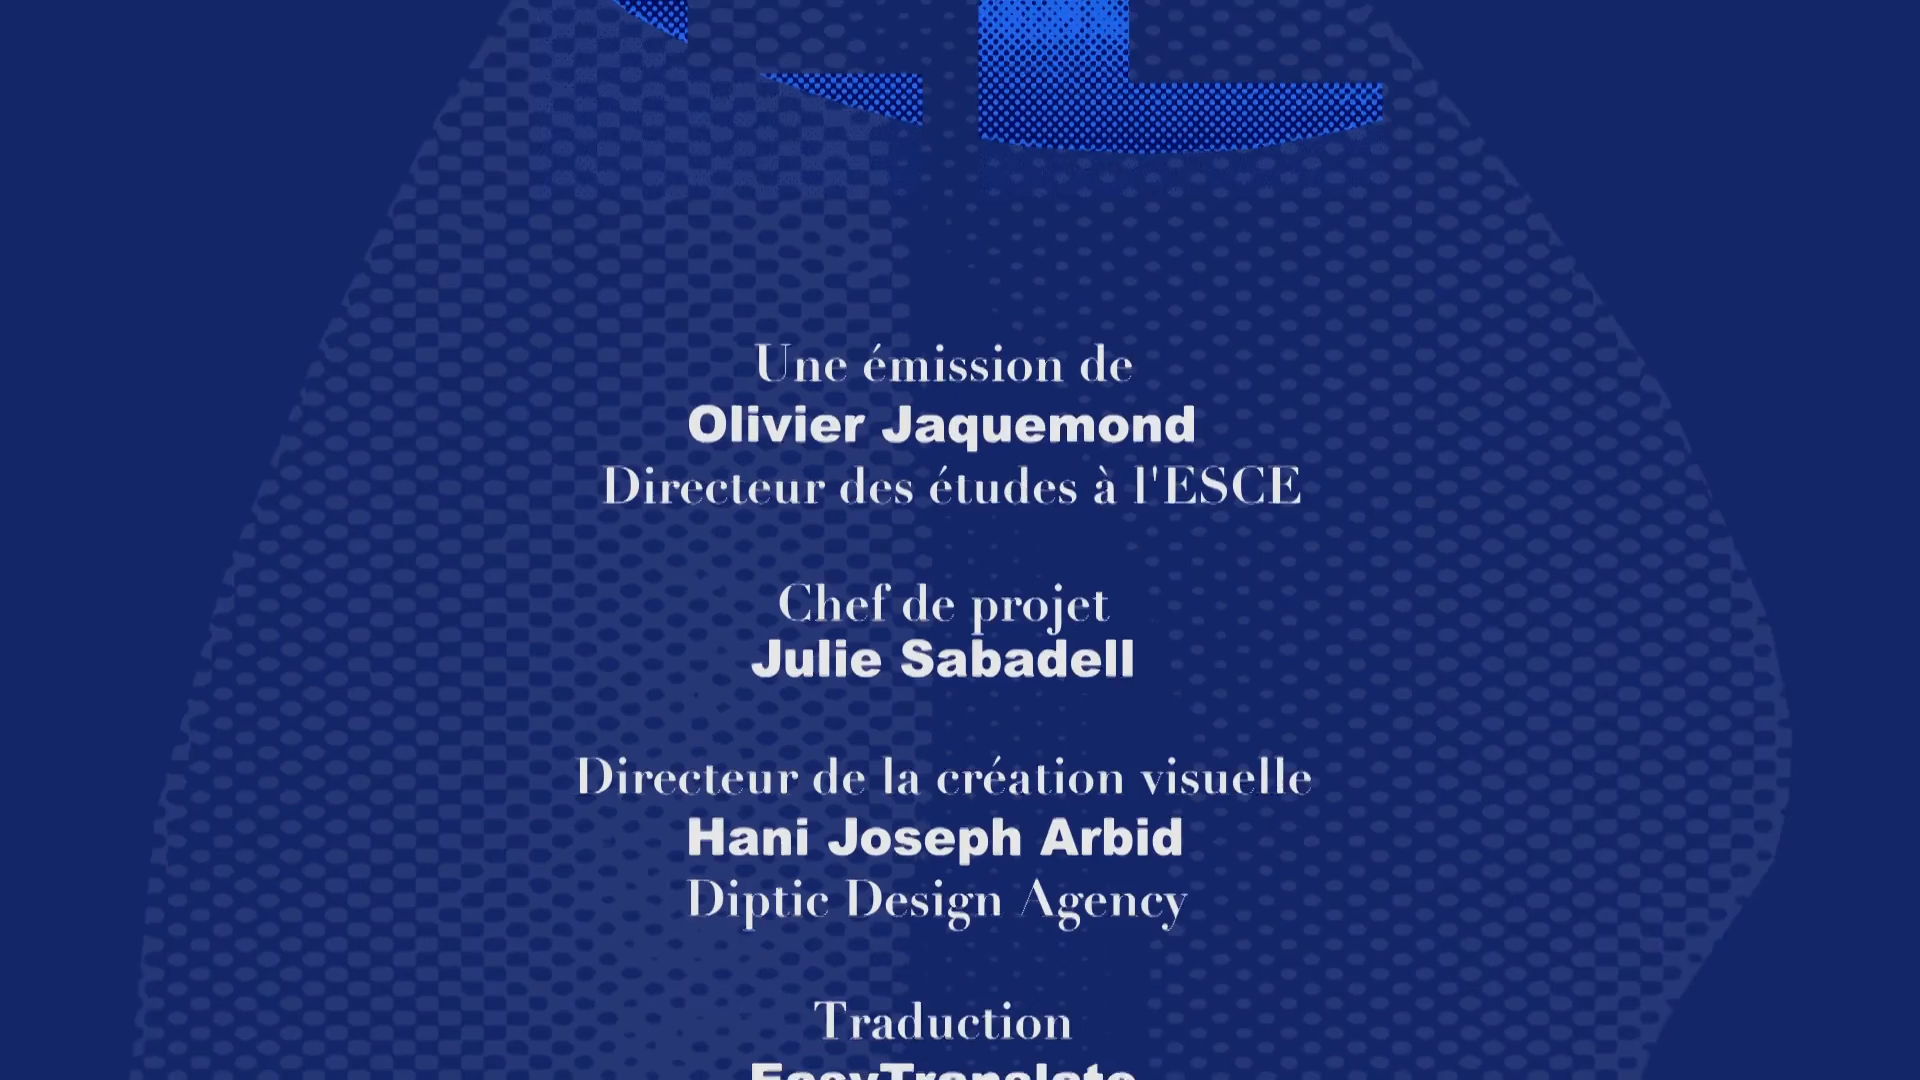 Une émission de
Olivier Jaquemond
Directeur des études à l'ESCE
Chef de projet
Julie Sabadell
Directeur de la création visuelle
Hani Joseph Arbid
Diptic Design Agency
Traduction
EasyTranslate